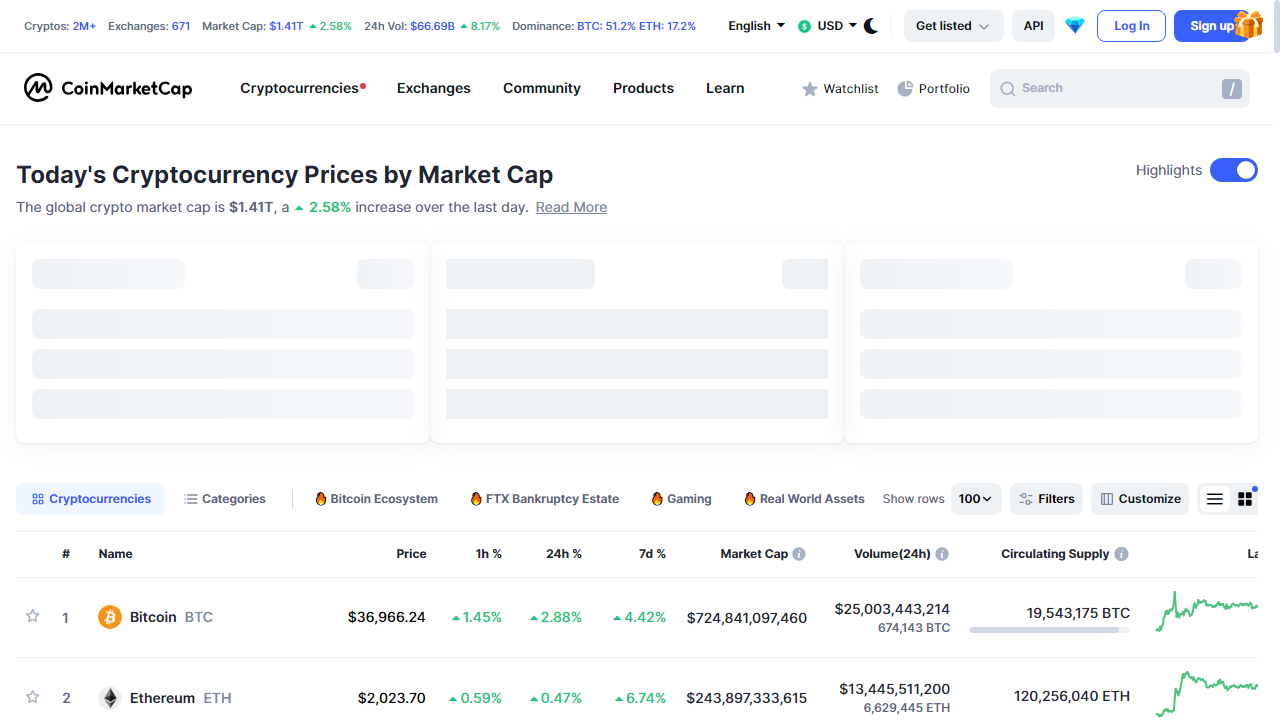 Cryptos: 2M+ Exchanges: 671 Market Cap: $1.41T 2.58% 24h Vol: $66.69B 8.17% Dominance: BTC: 51.2% ETH: 17.2% English USD Get listed API Log In Sign up
CoinMarketCap Cryptocurrencies Exchanges Community Products Learn Watchlist Portfolio Search /
Today's Cryptocurrency Prices by Market Cap Highlights
The global crypto market cap is $1.41T, a 2.58% increase over the last day. Read More
Cryptocurrencies Categories Bitcoin Ecosystem FTX Bankruptcy Estate Gaming Real World Assets Show rows 100 Filters Customize
# Name Price 1h % 24h % 7d % Market Cap Volume(24h) Circulating Supply
1 Bitcoin BTC $36,966.24 1.45% 2.88% 4.42% $724,841,097,460 $25,003,443,214 19,543,175 BTC
674,143 BTC
2 Ethereum ETH $2,023.70 0.59% 0.47% 6.74% $243,897,333,615 $13,445,511,200 120,256,040 ETH
6,629,445 ETH